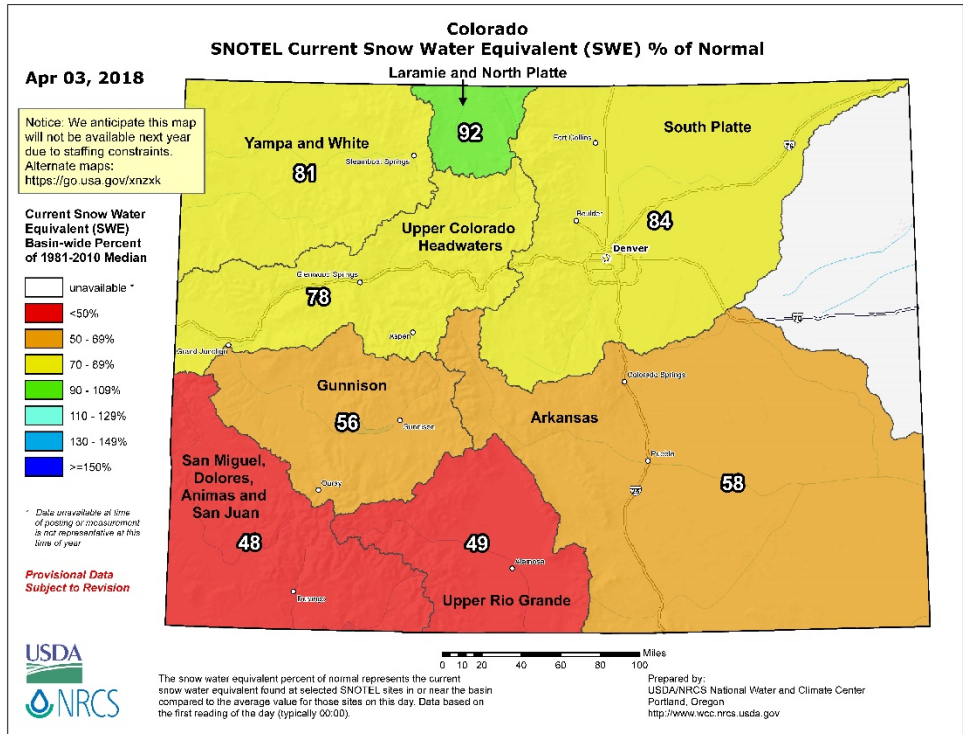 Colorado
SNOTEL Current Snow Water Equivalent (SWE) % of Normal
Apr 03, 2018
Laramie and North Platte
Notice: We anticipate this map
will not be available next year
due to staffing constraints.
Alternate maps:
https://go.usa.gov/xnzxk
92
Yampa and White
Steamboat Springs
81
Fort Collins
South Platte
76
Current Snow Water
Equivalent (SWE)
Basin-wide Percent
of 1981-2010 Median
unavailable *
<50%
50 - 69%
70 - 89%
90 - 109%
110 - 129%
130 - 149%
>=150%
Upper Colorado
Headwaters
Boulder
84
Denver
Glenwood Springs
78
Aspen
70
Grand Junction
Gunnison
56
Gunnison
Ouray
Colorado Springs
Arkansas
Pueblo
58
San Miguel,
Dolores,
Animas and
San Juan
48
Durango
49
Alamosa
Upper Rio Grande
* Data unavailable at time
of posting or measurement
is not representative at this
time of year
Provisional Data
Subject to Revision
USDA
NRCS
Miles
0 10 20 40 60 80 100
The snow water equivalent percent of normal represents the current
snow water equivalent found at selected SNOTEL sites in or near the basin
compared to the average value for those sites on this day. Data based on
the first reading of the day (typically 00:00).
Prepared by:
USDA/NRCS National Water and Climate Center
Portland, Oregon
http://www.wcc.nrcs.usda.gov